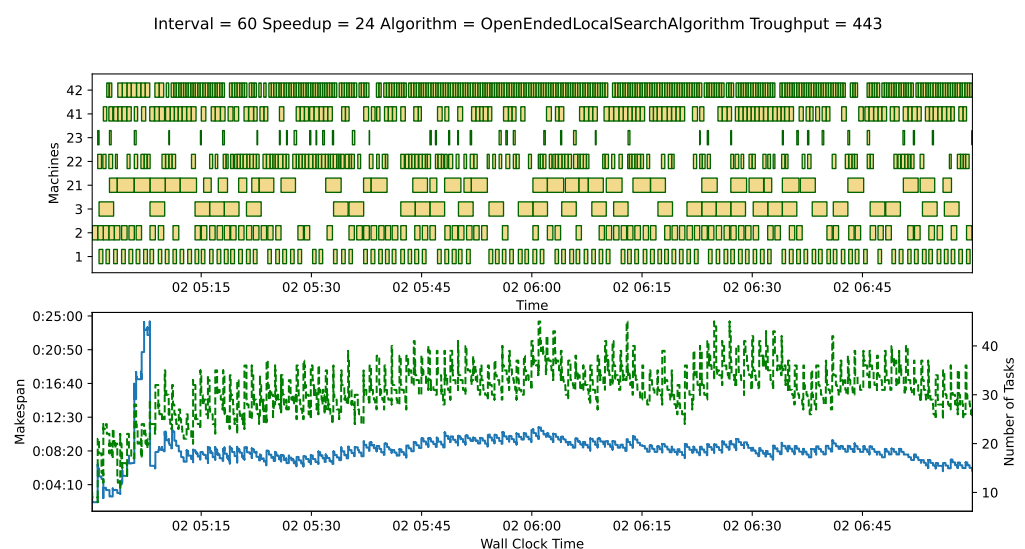 Interval = 60 Speedup = 24 Algorithm = OpenEndedLocalSearchAlgorithm Troughput = 443
Machines
42
41
23
22
21
3
2
1
02 05:15 02 05:30 02 05:45 02 06:00 02 06:15 02 06:30 02 06:45
Time
Makespan
0:25:00
0:20:50
0:16:40
0:12:30
0:08:20
0:04:10
40
30
20
10
Number of Tasks
02 05:15 02 05:30 02 05:45 02 06:00 02 06:15 02 06:30 02 06:45
Wall Clock Time